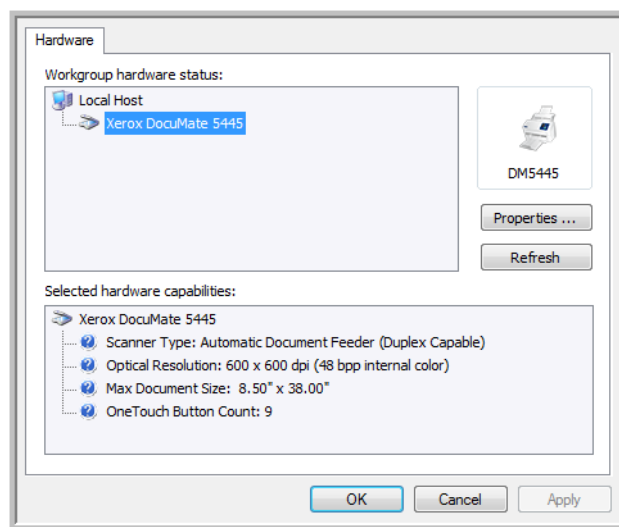 Hardware
Workgroup hardware status:
Local Host
Xerox DocuMate 5445
DM5445
Properties ...
Refresh
Selected hardware capabilities:
Xerox DocuMate 5445
Scanner Type: Automatic Document Feeder (Duplex Capable)
Optical Resolution: 600 x 600 dpi (48 bpp internal color)
Max Document Size: 8.50" x 38.00"
OneTouch Button Count: 9
OK
Cancel
Apply